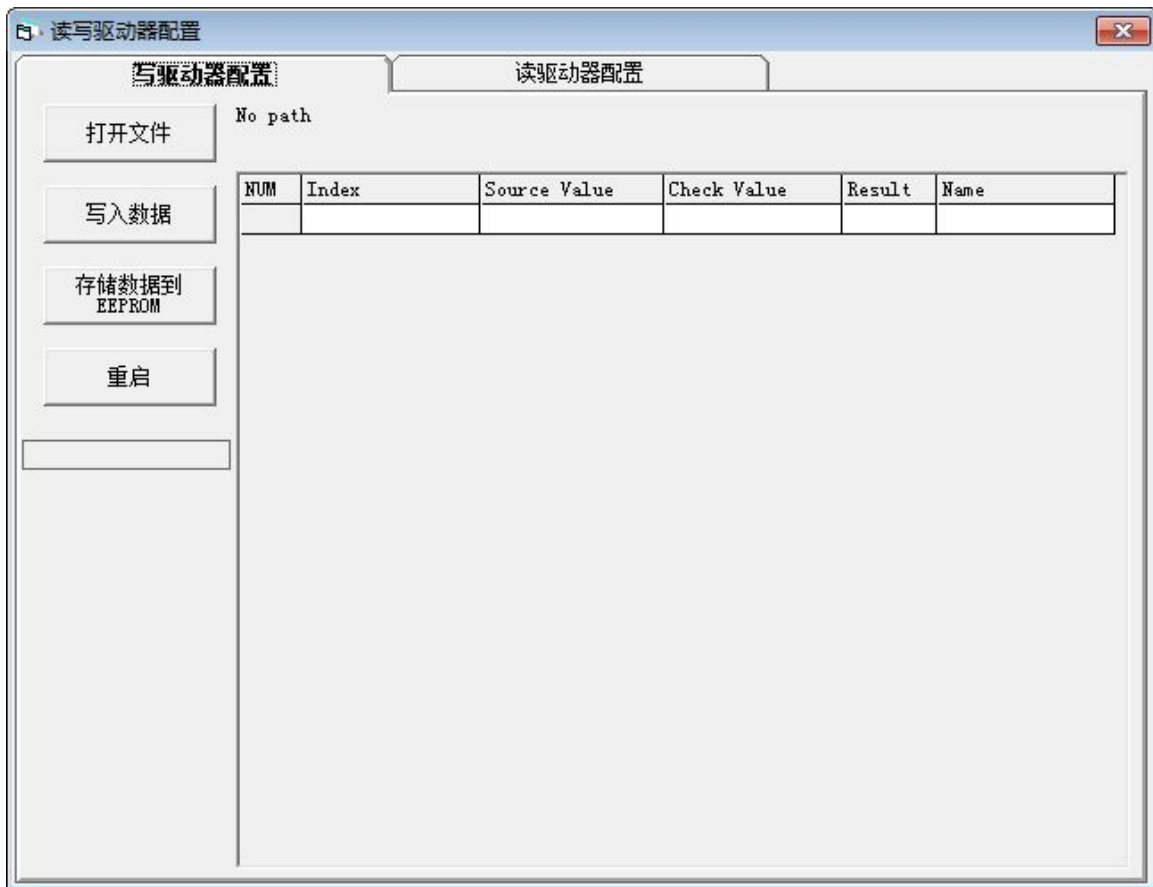 读写驱动器配置
写驱动器配置 读驱动器配置
打开文件
No path
NUM Index Source Value Check Value Result Name
写入数据
存储数据到
EEPROM
重启